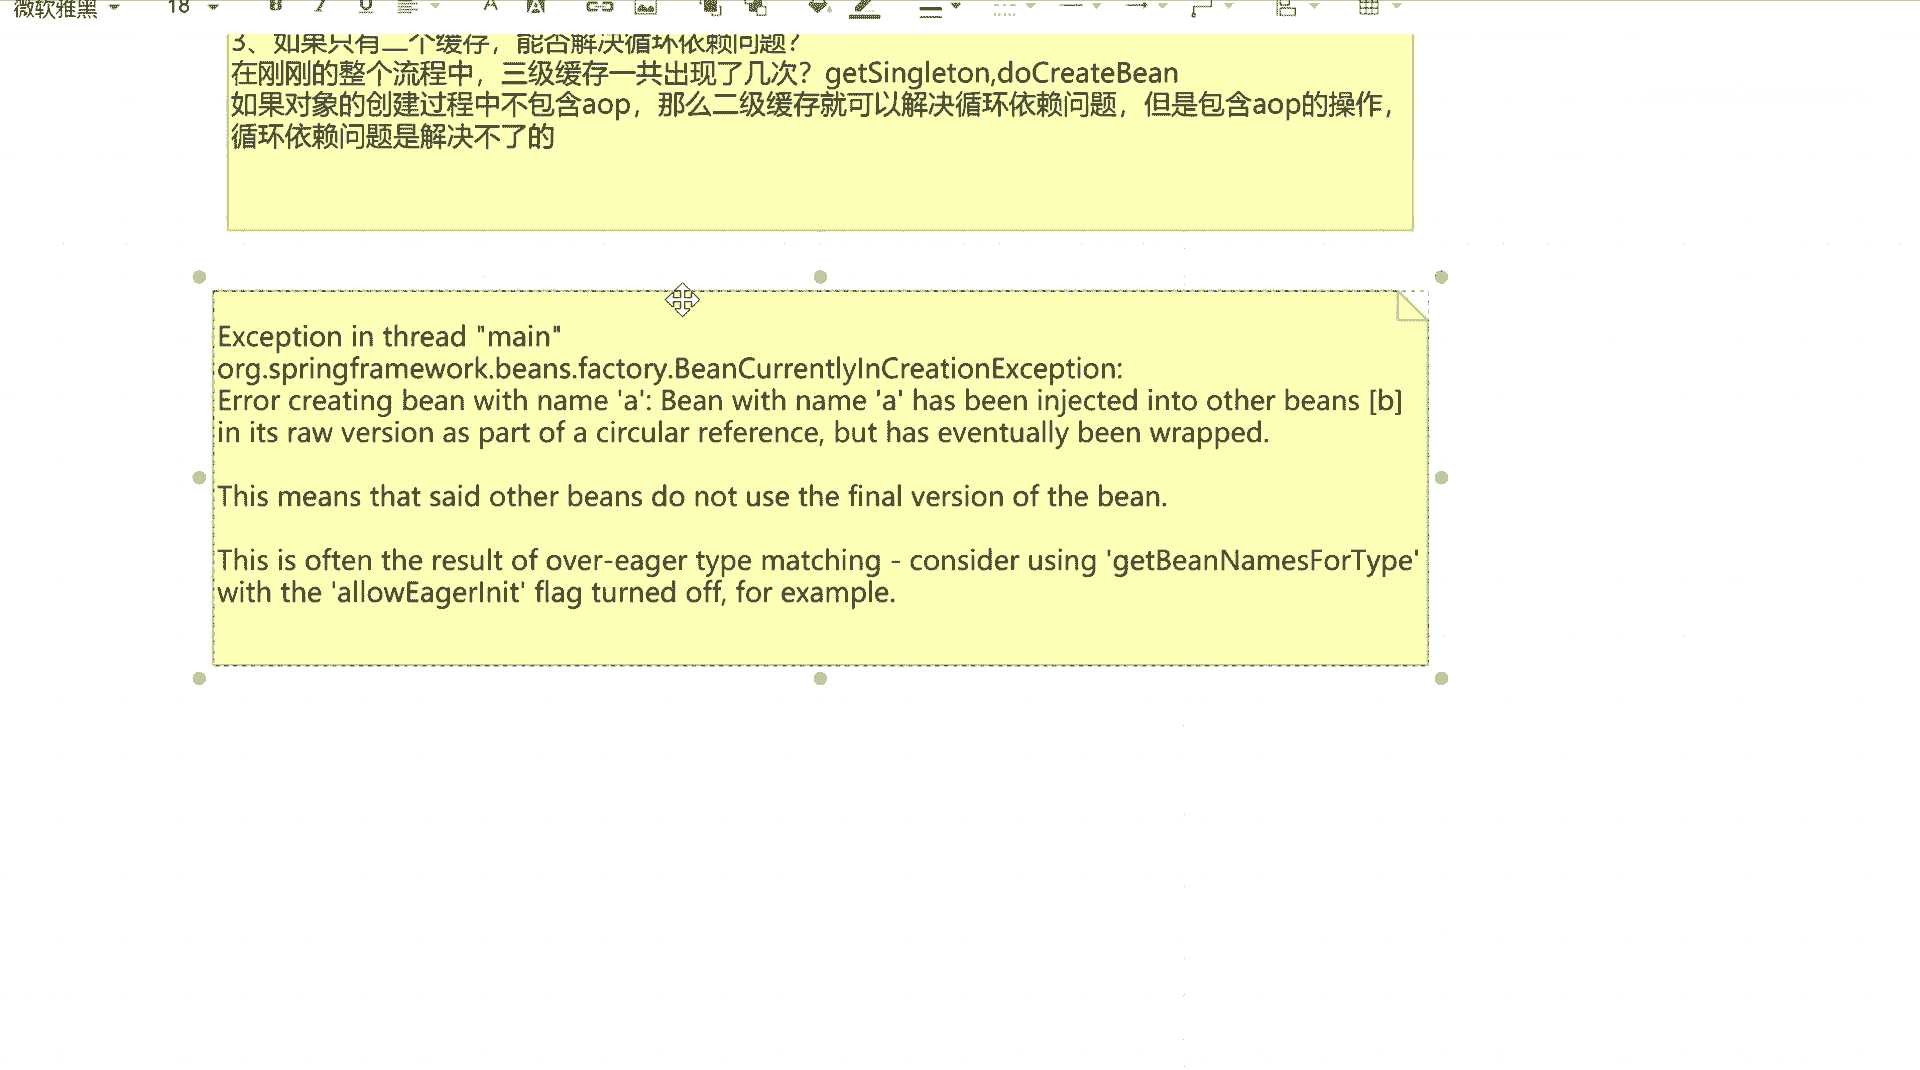 微软雅黑 18
3、如果只有二个缓存，能否解决循环依赖问题？
在刚刚的整个流程中，三级缓存一共出现了几次？getSingleton,doCreateBean
如果对象的创建过程中不包含aop，那么二级缓存就可以解决循环依赖问题，但是包含aop的操作，
循环依赖问题是解决不了的
Exception in thread "main"
org.springframework.beans.factory.BeanCurrentlyInCreationException:
Error creating bean with name 'a': Bean with name 'a' has been injected into other beans [b]
in its raw version as part of a circular reference, but has eventually been wrapped.
This means that said other beans do not use the final version of the bean.
This is often the result of over-eager type matching - consider using 'getBeanNamesForType'
with the 'allowEagerInit' flag turned off, for example.